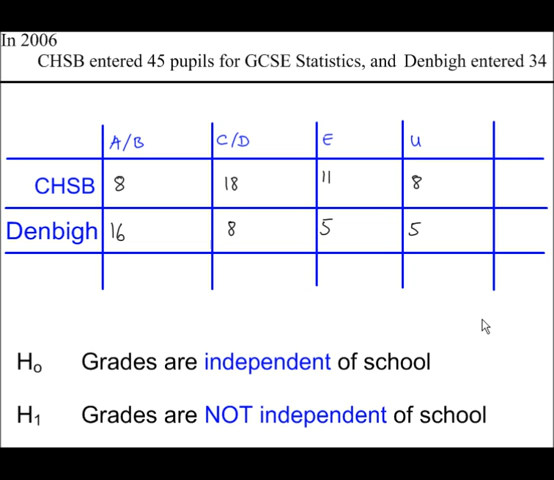 In 2006
CHSB entered 45 pupils for GCSE Statistics, and Denbigh entered 34
A/B C/D E U
CHSB 8 18 11 8
Denbigh 16 8 5 5
H₀ Grades are independent of school
H₁ Grades are NOT independent of school